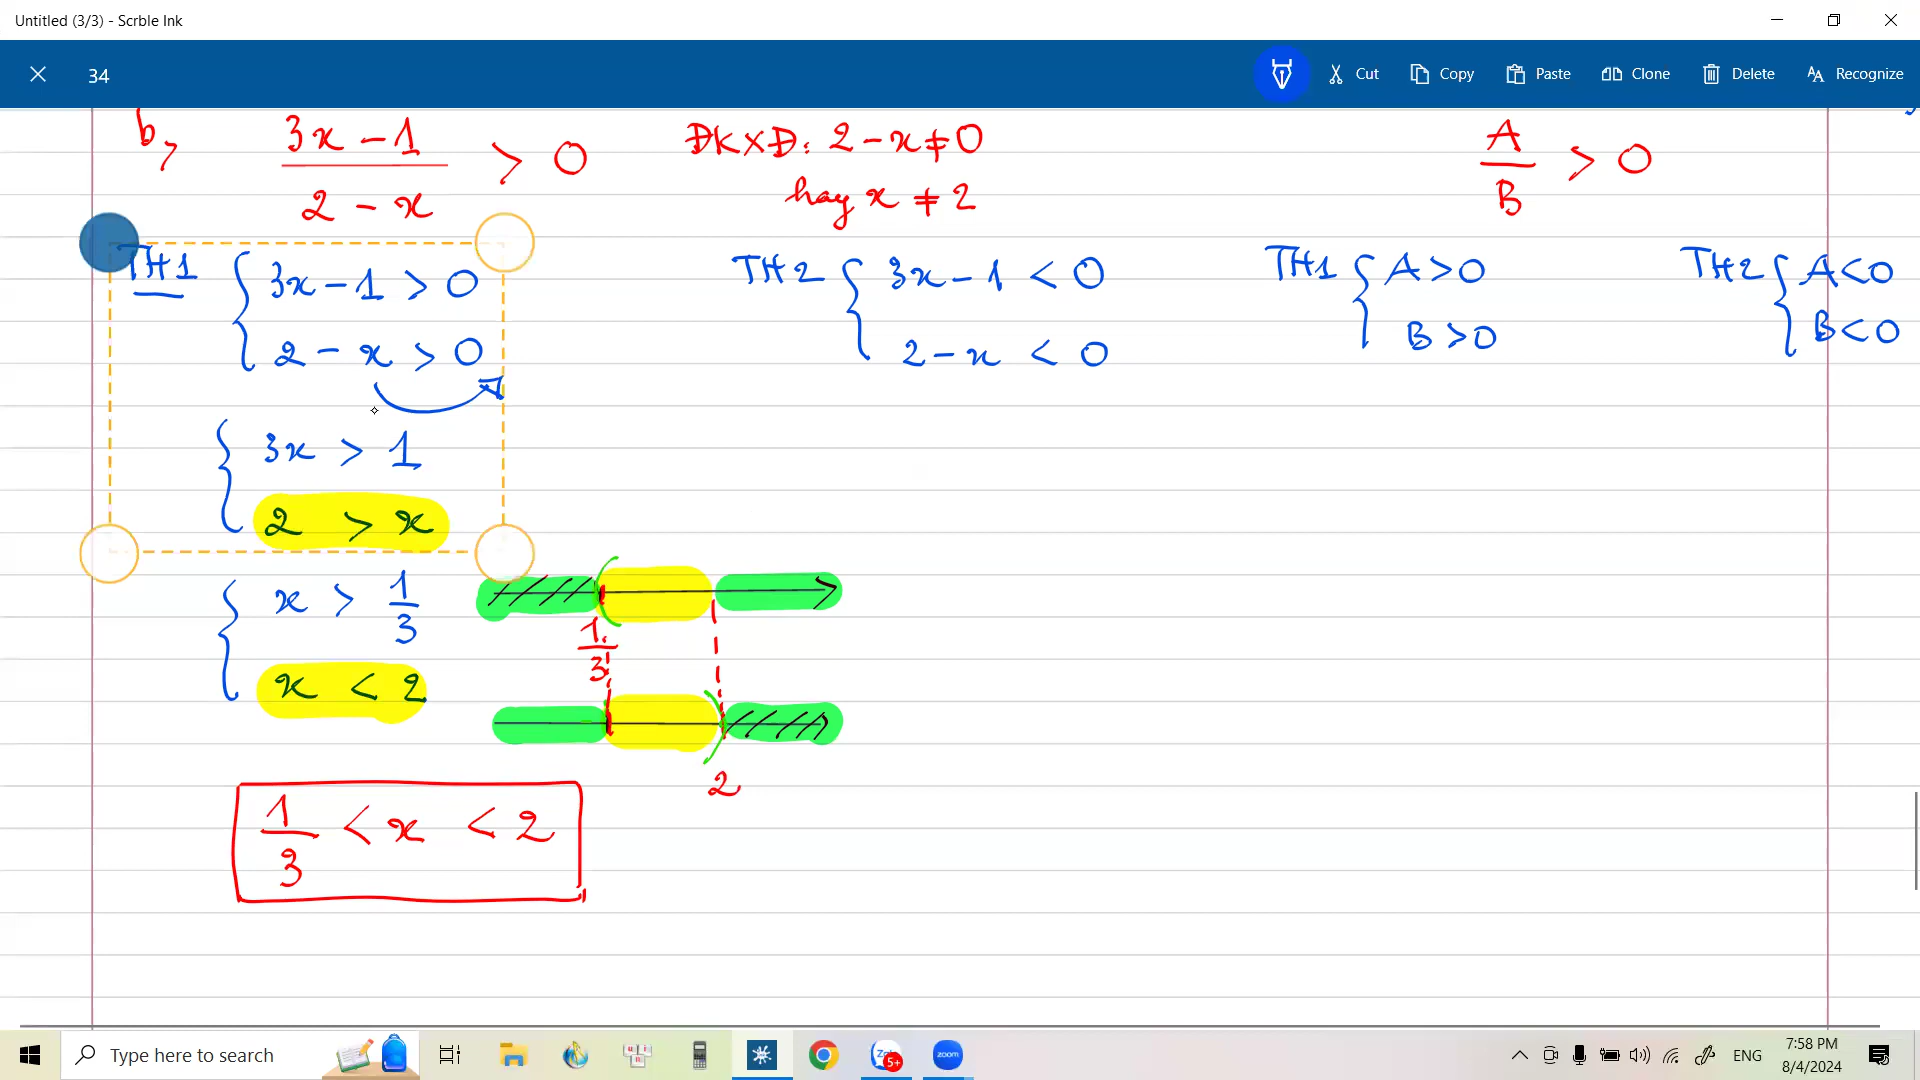 Untitled (3/3) - Scrble Ink
34
Cut
Copy
Paste
Clone
Delete
Recognize
b, (3x - 1)/(2 - x) > 0
ĐKXĐ: 2 - x ≠ 0
hay x ≠ 2
A/B > 0
TH1 { 3x - 1 > 0
2 - x > 0
TH2 { 3x - 1 < 0
2 - x < 0
TH1 { A > 0
B > 0
TH2 { A < 0
B < 0
{ 3x > 1
2 > x
{ x > 1/3
x < 2
1/3
2
1/3 < x < 2
Type here to search
5+
zoom
ENG
7:58 PM
8/4/2024